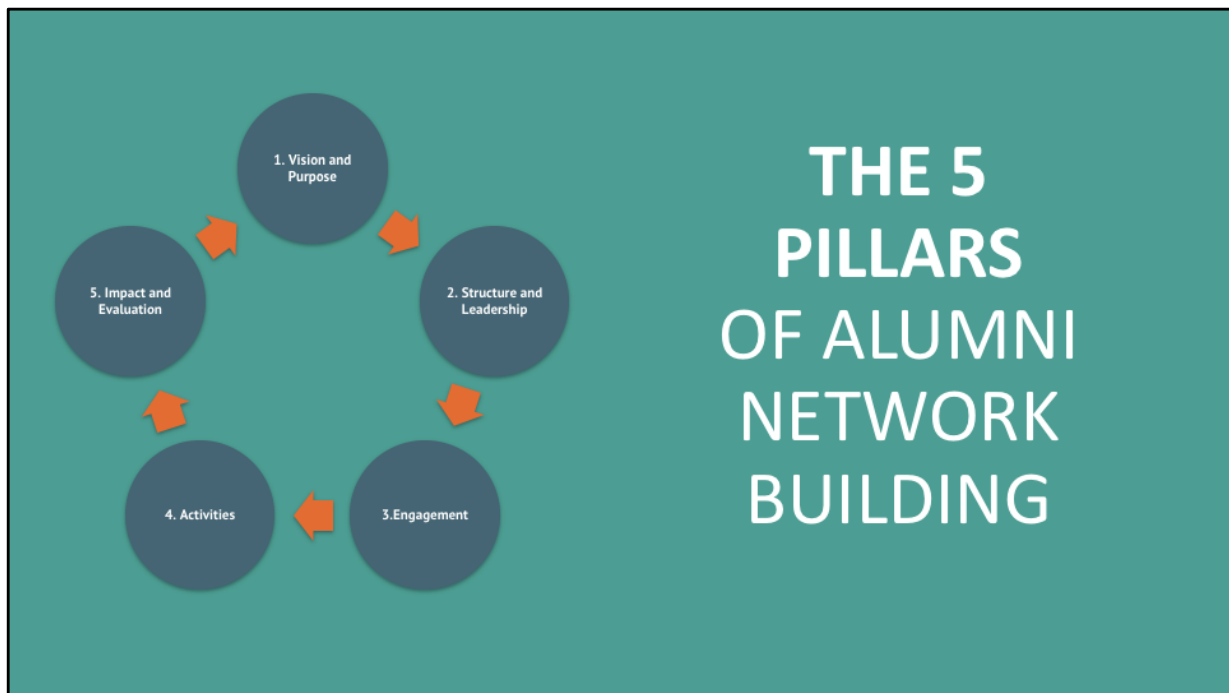 1. Vision and
Purpose
2. Structure and
Leadership
3.Engagement
4. Activities
5. Impact and
Evaluation
THE 5
PILLARS
OF ALUMNI
NETWORK
BUILDING